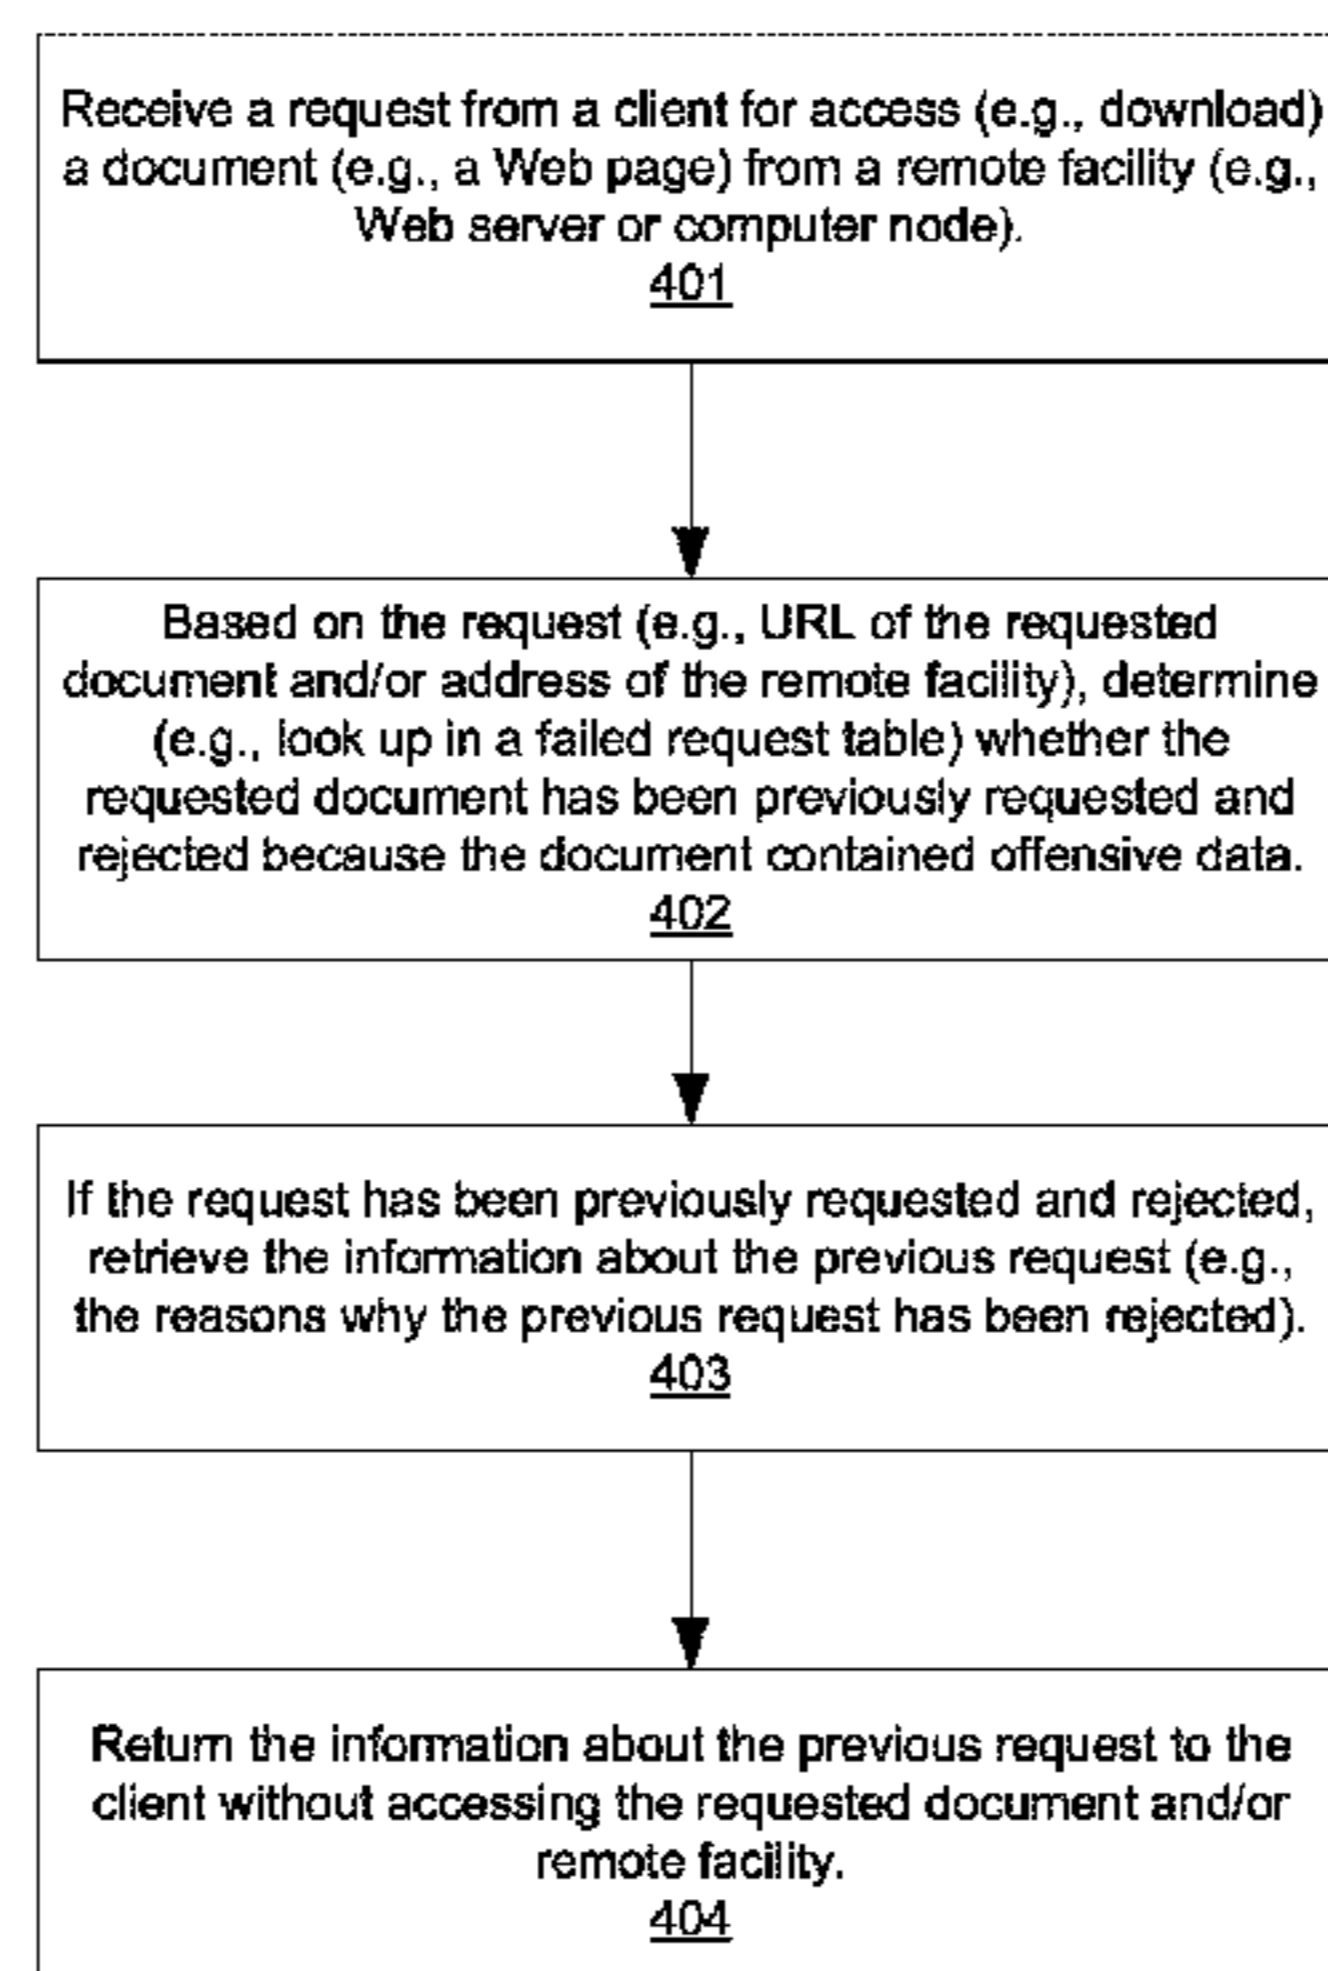 Receive a request from a client for access (e.g., download)
a document (e.g., a Web page) from a remote facility (e.g.,
Web server or computer node).
401
Based on the request (e.g., URL of the requested
document and/or address of the remote facility), determine
(e.g., look up in a failed request table) whether the
requested document has been previously requested and
rejected because the document contained offensive data.
402
If the request has been previously requested and rejected,
retrieve the information about the previous request (e.g.,
the reasons why the previous request has been rejected).
403
Return the information about the previous request to the
client without accessing the requested document and/or
remote facility.
404